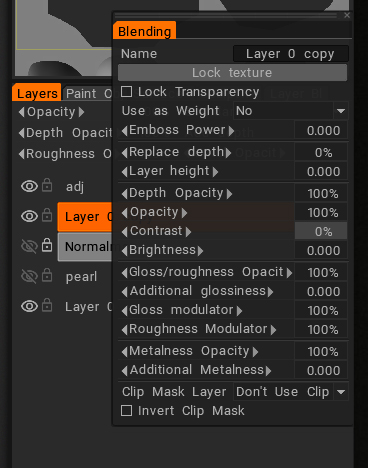 Blending
Name Layer 0 copy
Lock texture
Lock Transparency
Use as Weight No
Emboss Power 0.000
Replace depth 0%
Layer height 0.000
Depth Opacity 100%
Opacity 100%
Contrast 0%
Brightness 0.000
Gloss/roughness Opacit 100%
Additional glossiness 0.000
Gloss modulator 100%
Roughness Modulator 100%
Metalness Opacity 100%
Additional Metalness 0.000
Clip Mask Layer Don't Use Clip
Invert Clip Mask
Layers Paint O
Opacity
Depth Opacit
Roughness O
adj
Layer 0
Normal
pearl
Layer 0